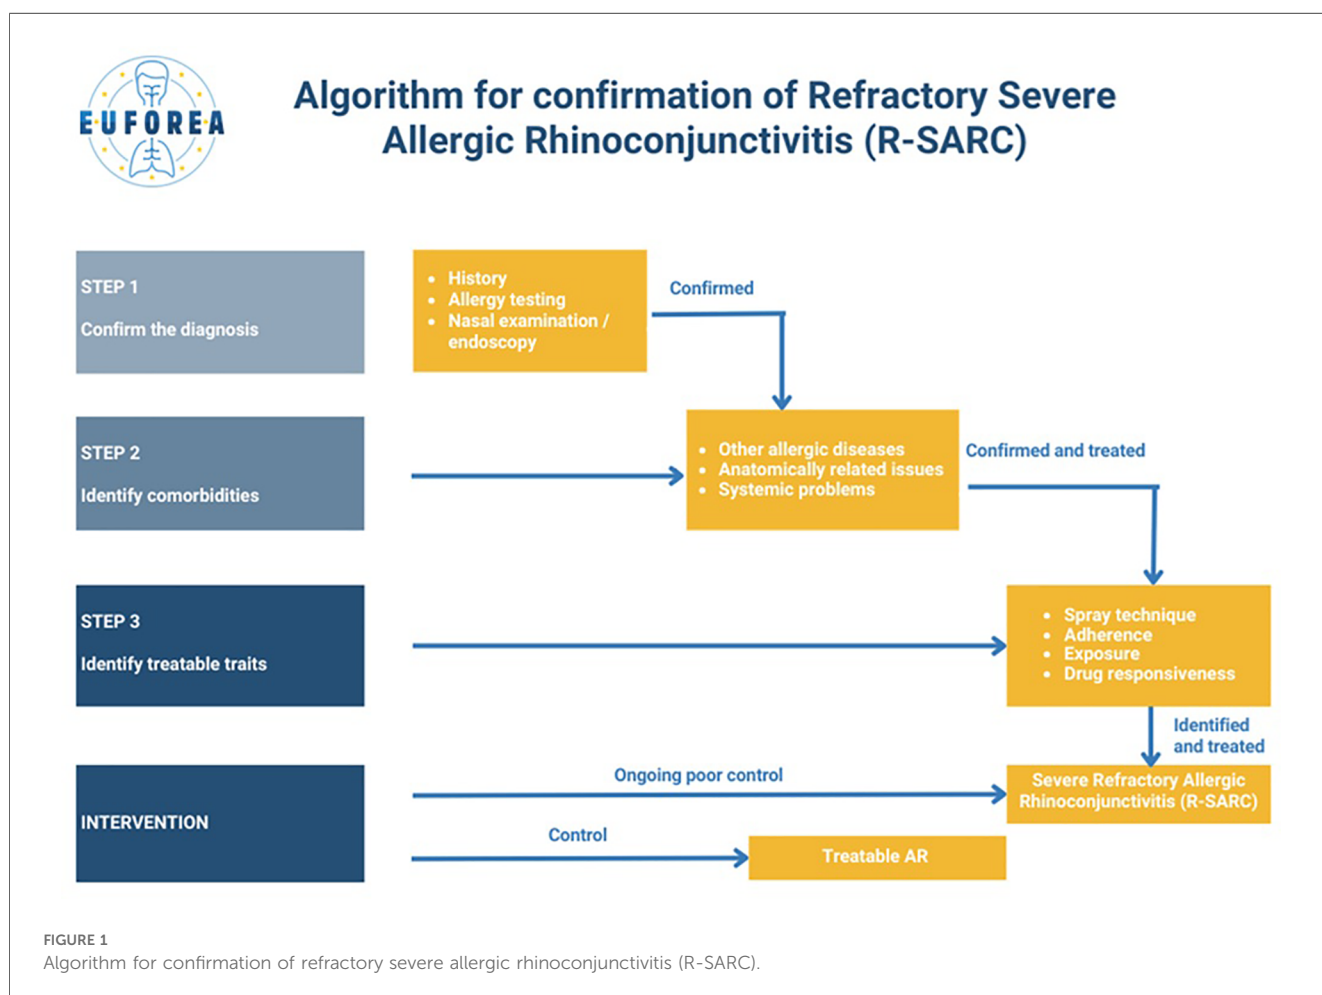 EUFOREA
Algorithm for confirmation of Refractory Severe
Allergic Rhinoconjunctivitis (R-SARC)
STEP 1
Confirm the diagnosis
• History
• Allergy testing
• Nasal examination /
endoscopy
Confirmed
STEP 2
Identify comorbidities
• Other allergic diseases
• Anatomically related issues
• Systemic problems
Confirmed and treated
STEP 3
Identify treatable traits
• Spray technique
• Adherence
• Exposure
• Drug responsiveness
Identified
and treated
INTERVENTION
Ongoing poor control
Severe Refractory Allergic
Rhinoconjunctivitis (R-SARC)
Control
Treatable AR
FIGURE 1
Algorithm for confirmation of refractory severe allergic rhinoconjunctivitis (R-SARC).